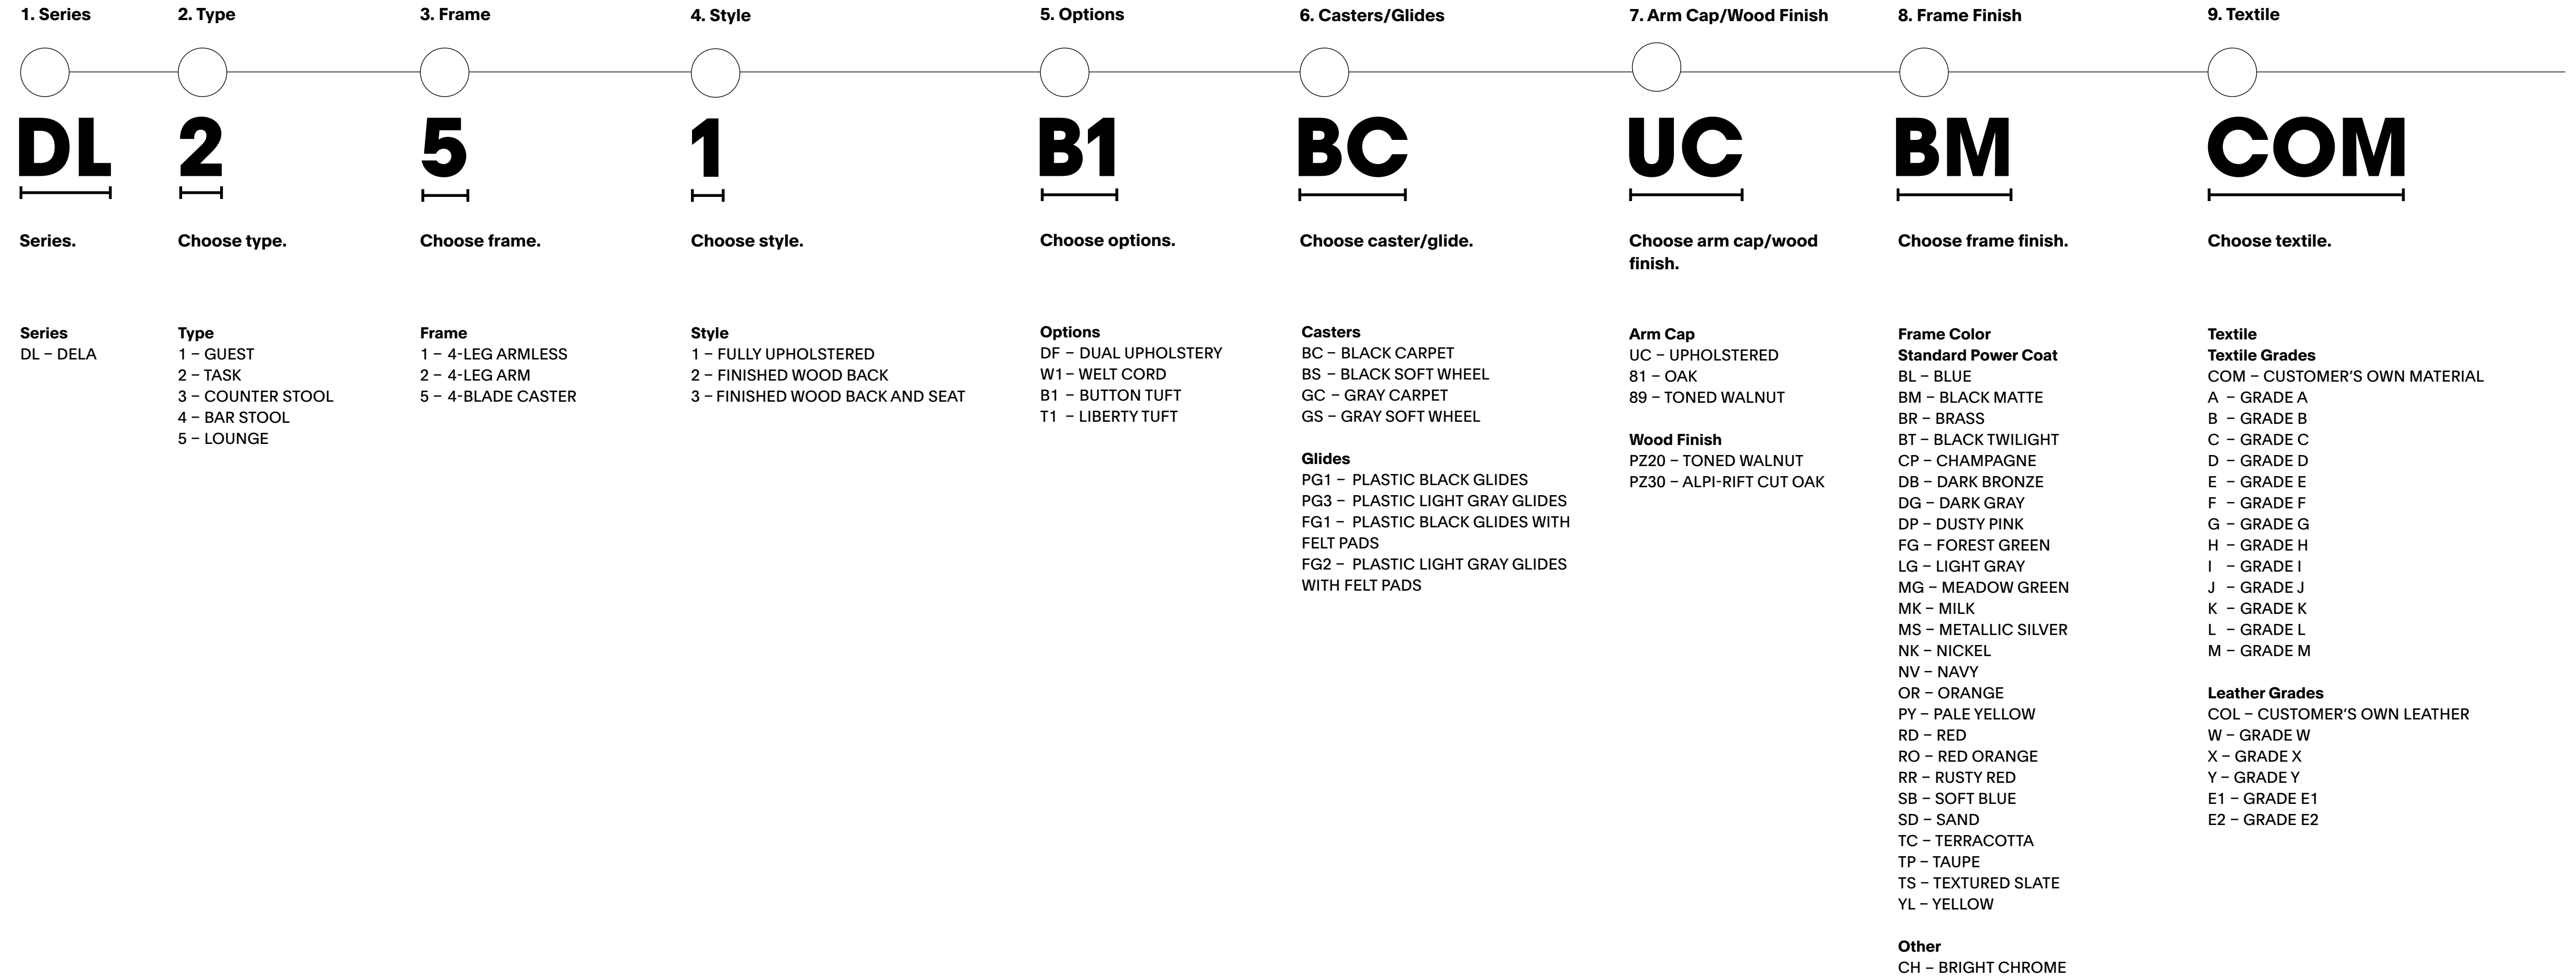 1. Series
2. Type
3. Frame
4. Style
5. Options
6. Casters/Glides
7. Arm Cap/Wood Finish
8. Frame Finish
9. Textile
DL
2
5
1
B1
BC
UC
BM
COM
Series.
Choose type.
Choose frame.
Choose style.
Choose options.
Choose caster/glide.
Choose arm cap/wood
finish.
Choose frame finish.
Choose textile.
Series
DL – DELA
Type
1 – GUEST
2 – TASK
3 – COUNTER STOOL
4 – BAR STOOL
5 – LOUNGE
Frame
1 – 4-LEG ARMLESS
2 – 4-LEG ARM
5 – 4-BLADE CASTER
Style
1 – FULLY UPHOLSTERED
2 – FINISHED WOOD BACK
3 – FINISHED WOOD BACK AND SEAT
Options
DF – DUAL UPHOLSTERY
W1 – WELT CORD
B1 – BUTTON TUFT
T1 – LIBERTY TUFT
Casters
BC – BLACK CARPET
BS – BLACK SOFT WHEEL
GC – GRAY CARPET
GS – GRAY SOFT WHEEL
Glides
PG1 – PLASTIC BLACK GLIDES
PG3 – PLASTIC LIGHT GRAY GLIDES
FG1 – PLASTIC BLACK GLIDES WITH
FELT PADS
FG2 – PLASTIC LIGHT GRAY GLIDES
WITH FELT PADS
Arm Cap
UC – UPHOLSTERED
81 – OAK
89 – TONED WALNUT
Wood Finish
PZ20 – TONED WALNUT
PZ30 – ALPI-RIFT CUT OAK
Frame Color
Standard Power Coat
BL – BLUE
BM – BLACK MATTE
BR – BRASS
BT – BLACK TWILIGHT
CP – CHAMPAGNE
DB – DARK BRONZE
DG – DARK GRAY
DP – DUSTY PINK
FG – FOREST GREEN
LG – LIGHT GRAY
MG – MEADOW GREEN
MK – MILK
MS – METALLIC SILVER
NK – NICKEL
NV – NAVY
OR – ORANGE
PY – PALE YELLOW
RD – RED
RO – RED ORANGE
RR – RUSTY RED
SB – SOFT BLUE
SD – SAND
TC – TERRACOTTA
TP – TAUPE
TS – TEXTURED SLATE
YL – YELLOW
Other
CH – BRIGHT CHROME
Textile
Textile Grades
COM – CUSTOMER'S OWN MATERIAL
A – GRADE A
B – GRADE B
C – GRADE C
D – GRADE D
E – GRADE E
F – GRADE F
G – GRADE G
H – GRADE H
I – GRADE I
J – GRADE J
K – GRADE K
L – GRADE L
M – GRADE M
Leather Grades
COL – CUSTOMER'S OWN LEATHER
W – GRADE W
X – GRADE X
Y – GRADE Y
E1 – GRADE E1
E2 – GRADE E2